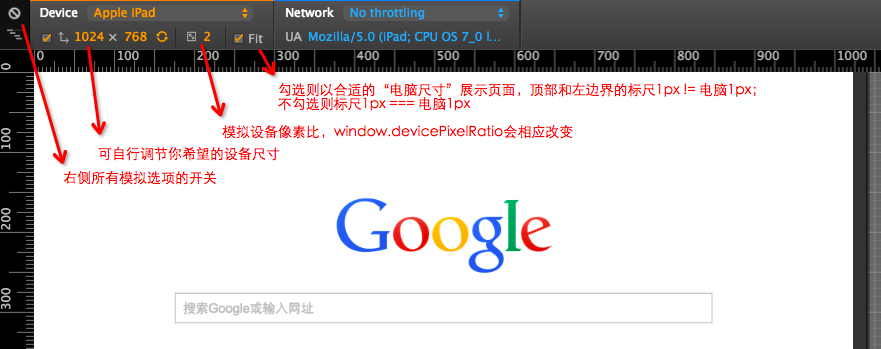 Device Apple iPad Network No throttling
1024 × 768 2 Fit UA Mozilla/5.0 (iPad; CPU OS 7_0 l...
0 100 200 300 400 500 600 700 800 900 1000
0
100
200
300
勾选则以合适的“电脑尺寸”展示页面，顶部和左边界的标尺1px != 电脑1px；
不勾选则标尺1px === 电脑1px
模拟设备像素比，window.devicePixelRatio会相应改变
可自行调节你希望的设备尺寸
右侧所有模拟选项的开关
Google
搜索Google或输入网址